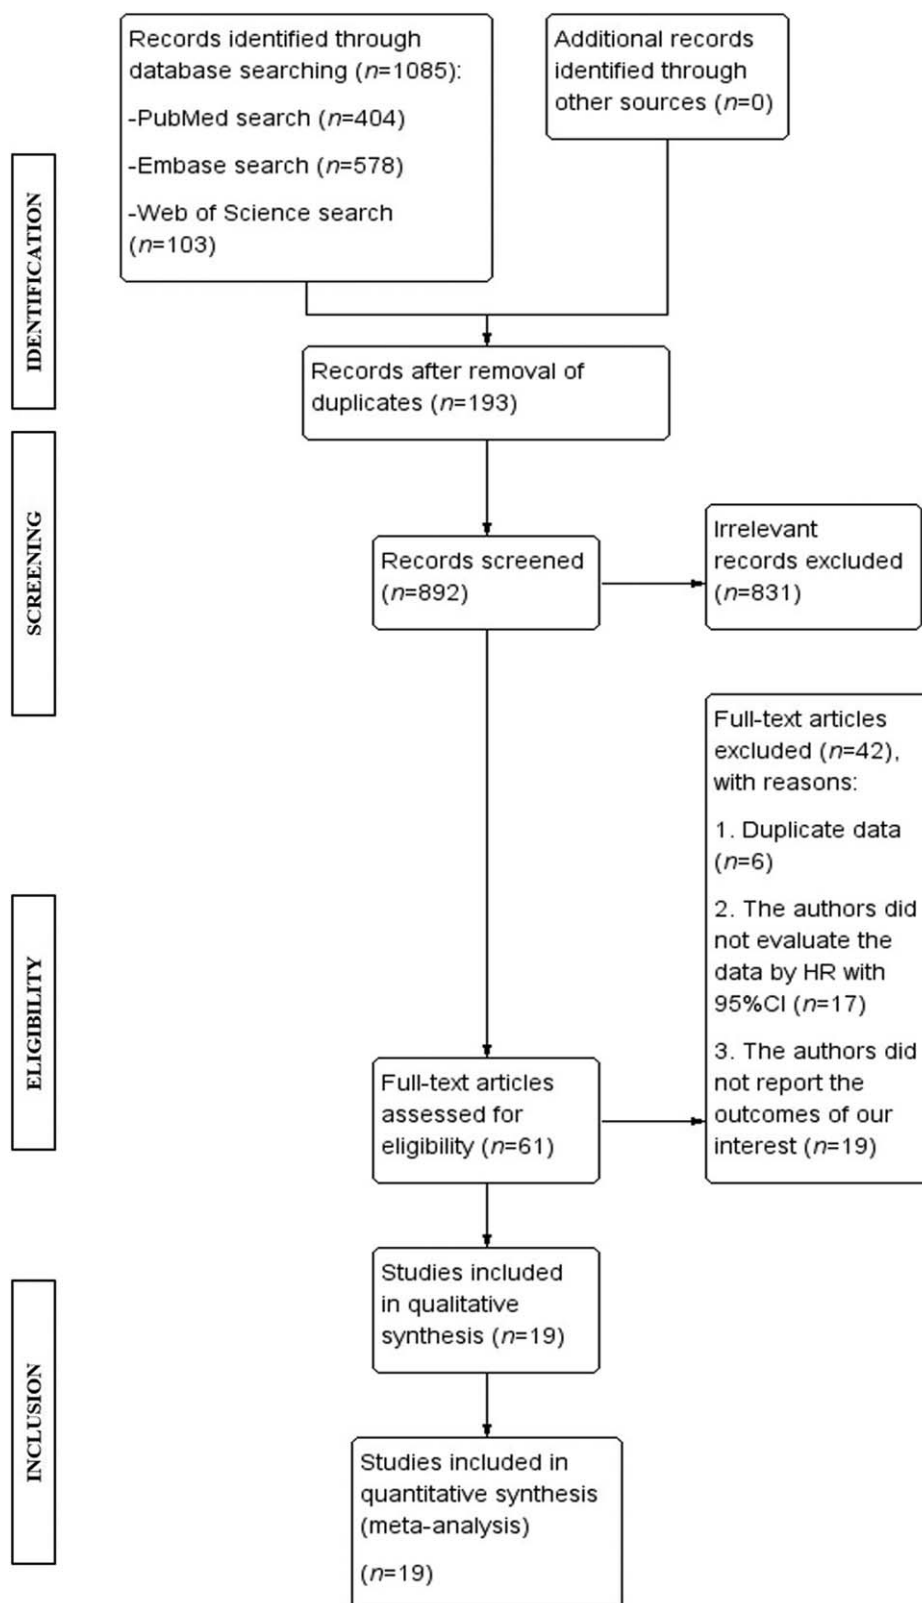 Records identified through
database searching (n=1085):
-PubMed search (n=404)
-Embase search (n=578)
-Web of Science search
(n=103)
Additional records
identified through
other sources (n=0)
IDENTIFICATION
Records after removal of
duplicates (n=193)
SCREENING
Records screened
(n=892)
Irrelevant
records excluded
(n=831)
Full-text articles
excluded (n=42),
with reasons:
1. Duplicate data
(n=6)
2. The authors did
not evaluate the
data by HR with
95%CI (n=17)
3. The authors did
not report the
outcomes of our
interest (n=19)
ELIGIBILITY
Full-text articles
assessed for
eligibility (n=61)
Studies included
in qualitative
synthesis (n=19)
INCLUSION
Studies included in
quantitative synthesis
(meta-analysis)
(n=19)